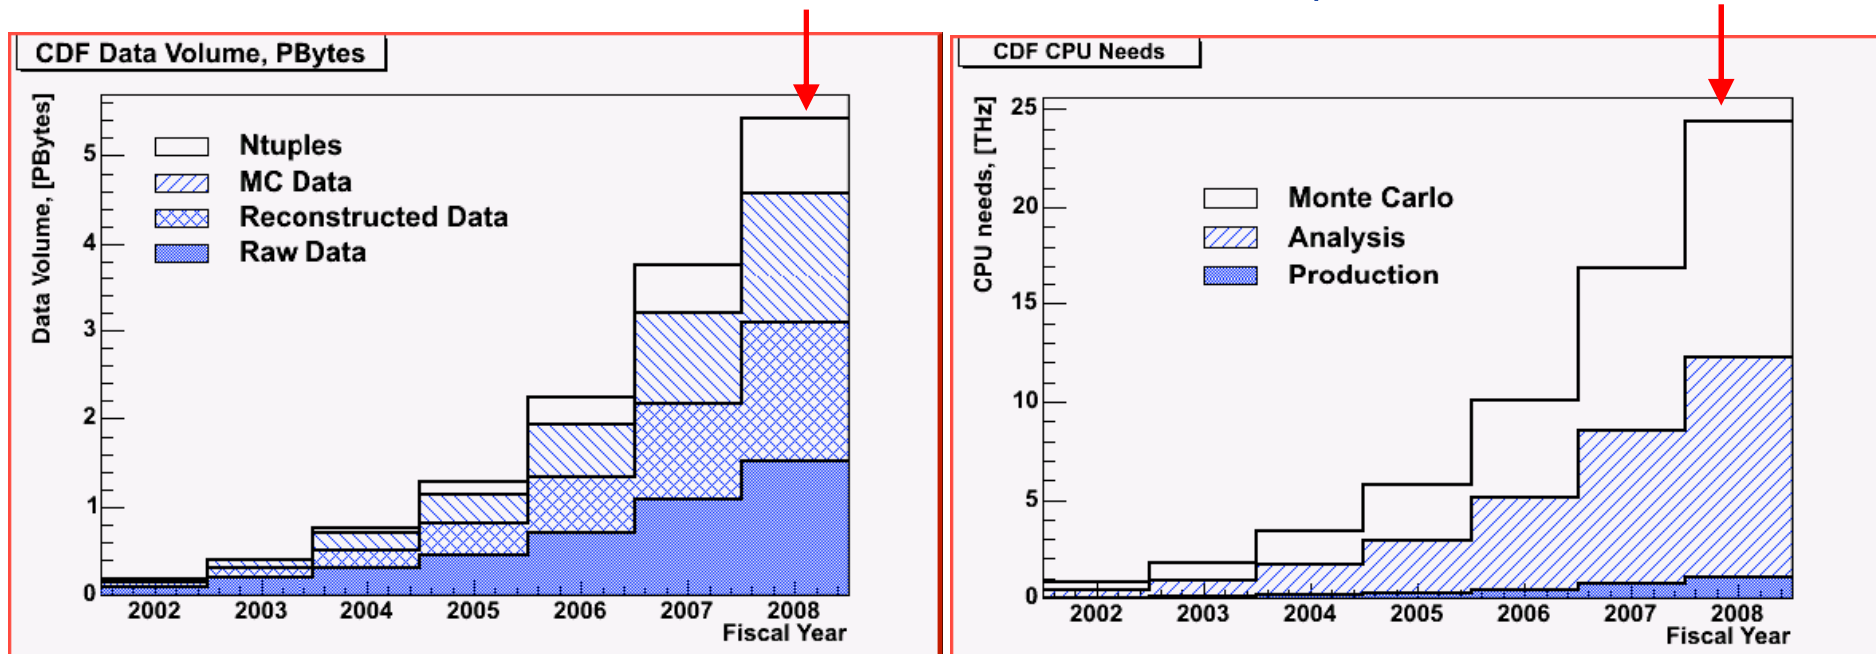 CDF Data Volume, PBytes
Data Volume, [PBytes]
5
4
3
2
1
0
Ntuples
MC Data
Reconstructed Data
Raw Data
2002 2003 2004 2005 2006 2007 2008
Fiscal Year
CDF CPU Needs
CPU needs, [THz]
25
20
15
10
5
0
Monte Carlo
Analysis
Production
2002 2003 2004 2005 2006 2007 2008
Fiscal Year